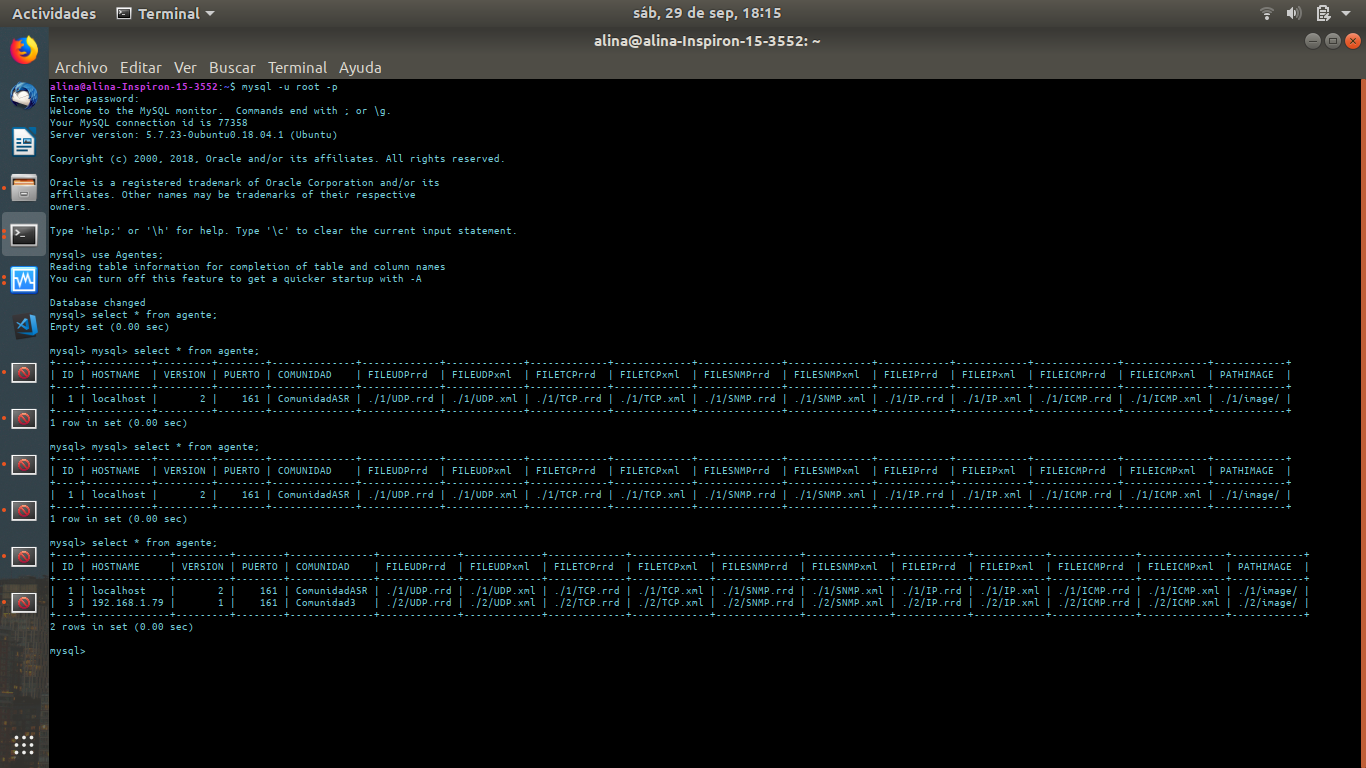 Actividades Terminal sáb, 29 de sep, 18:15
alina@alina-Inspiron-15-3552: ~
Archivo Editar Ver Buscar Terminal Ayuda
alina@alina-Inspiron-15-3552:~$ mysql -u root -p
Enter password:
Welcome to the MySQL monitor.  Commands end with ; or \g.
Your MySQL connection id is 77358
Server version: 5.7.23-0ubuntu0.18.04.1 (Ubuntu)
Copyright (c) 2000, 2018, Oracle and/or its affiliates. All rights reserved.
Oracle is a registered trademark of Oracle Corporation and/or its
affiliates. Other names may be trademarks of their respective
owners.
Type 'help;' or '\h' for help. Type '\c' to clear the current input statement.
mysql> use Agentes;
Reading table information for completion of table and column names
You can turn off this feature to get a quicker startup with -A
Database changed
mysql> select * from agente;
Empty set (0.00 sec)
mysql> mysql> select * from agente;
| ID | HOSTNAME  | VERSION | PUERTO | COMUNIDAD    | FILEUDPrrd  | FILEUDPxml  | FILETCPrrd  | FILETCPxml  | FILESNMPrrd  | FILESNMPxml  | FILEIPrrd  | FILEIPxml  | FILEICMPrrd  | FILEICMPxml  | PATHIMAGE  |
|  1 | localhost |       2 |    161 | ComunidadASR | ./1/UDP.rrd | ./1/UDP.xml | ./1/TCP.rrd | ./1/TCP.xml | ./1/SNMP.rrd | ./1/SNMP.xml | ./1/IP.rrd | ./1/IP.xml | ./1/ICMP.rrd | ./1/ICMP.xml | ./1/image/ |
1 row in set (0.00 sec)
mysql> mysql> select * from agente;
| ID | HOSTNAME  | VERSION | PUERTO | COMUNIDAD    | FILEUDPrrd  | FILEUDPxml  | FILETCPrrd  | FILETCPxml  | FILESNMPrrd  | FILESNMPxml  | FILEIPrrd  | FILEIPxml  | FILEICMPrrd  | FILEICMPxml  | PATHIMAGE  |
|  1 | localhost |       2 |    161 | ComunidadASR | ./1/UDP.rrd | ./1/UDP.xml | ./1/TCP.rrd | ./1/TCP.xml | ./1/SNMP.rrd | ./1/SNMP.xml | ./1/IP.rrd | ./1/IP.xml | ./1/ICMP.rrd | ./1/ICMP.xml | ./1/image/ |
1 row in set (0.00 sec)
mysql> select * from agente;
| ID | HOSTNAME     | VERSION | PUERTO | COMUNIDAD    | FILEUDPrrd  | FILEUDPxml  | FILETCPrrd  | FILETCPxml  | FILESNMPrrd  | FILESNMPxml  | FILEIPrrd  | FILEIPxml  | FILEICMPrrd  | FILEICMPxml  | PATHIMAGE  |
|  1 | localhost    |       2 |    161 | ComunidadASR | ./1/UDP.rrd | ./1/UDP.xml | ./1/TCP.rrd | ./1/TCP.xml | ./1/SNMP.rrd | ./1/SNMP.xml | ./1/IP.rrd | ./1/IP.xml | ./1/ICMP.rrd | ./1/ICMP.xml | ./1/image/ |
|  3 | 192.168.1.79 |       1 |    161 | Comunidad3   | ./2/UDP.rrd | ./2/UDP.xml | ./2/TCP.rrd | ./2/TCP.xml | ./2/SNMP.rrd | ./2/SNMP.xml | ./2/IP.rrd | ./2/IP.xml | ./2/ICMP.rrd | ./2/ICMP.xml | ./2/image/ |
2 rows in set (0.00 sec)
mysql>